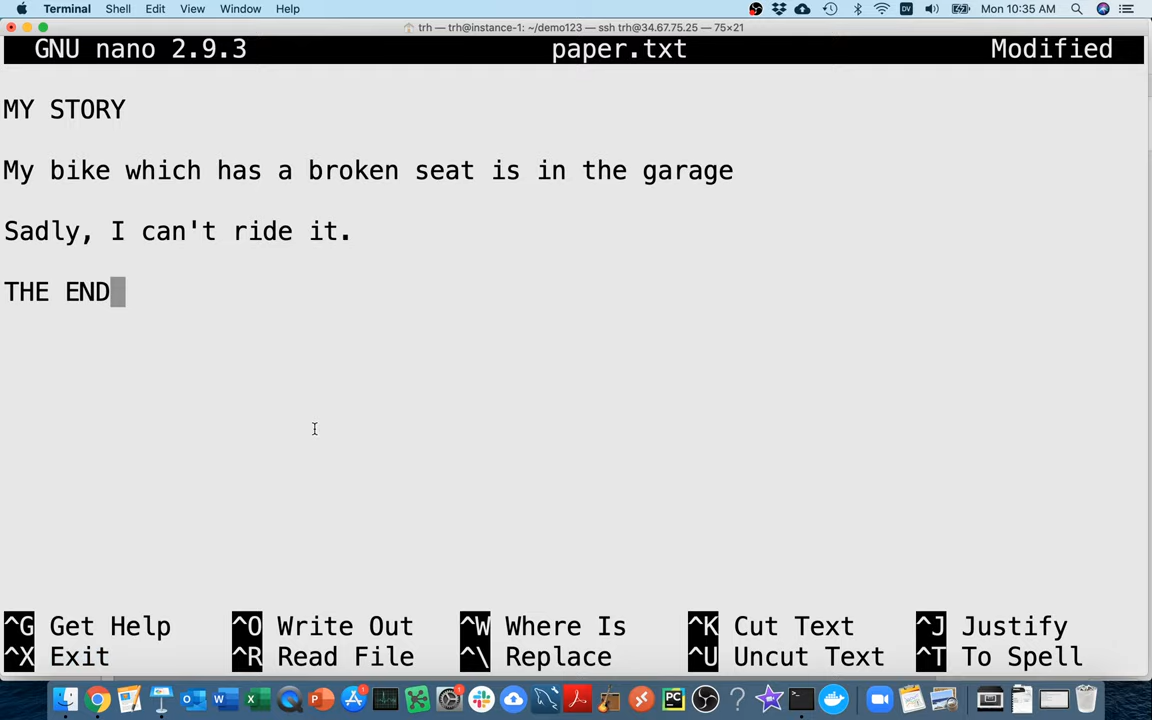 Terminal Shell Edit View Window Help Mon 10:35 AM
trh — trh@instance-1: ~/demo123 — ssh trh@34.67.75.25 — 75×21
GNU nano 2.9.3 paper.txt Modified
MY STORY
My bike which has a broken seat is in the garage
Sadly, I can't ride it.
THE END
^G Get Help ^O Write Out ^W Where Is ^K Cut Text ^J Justify
^X Exit ^R Read File ^\ Replace ^U Uncut Text ^T To Spell